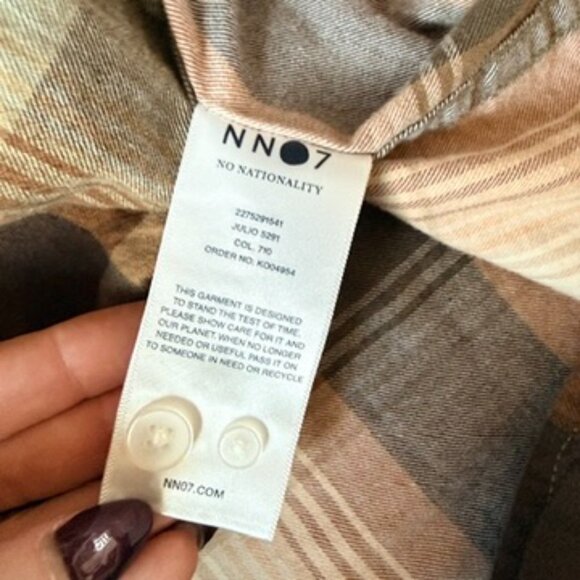 NN07
NO NATIONALITY
2275291541
JULIO 5291
COL. 710
ORDER NO: K004954
THIS GARMENT IS DESIGNED
TO STAND THE TEST OF TIME.
PLEASE SHOW CARE FOR IT AND
OUR PLANET. WHEN NO LONGER
NEEDED OR USEFUL PASS IT ON
TO SOMEONE IN NEED OR RECYCLE
NN07.COM